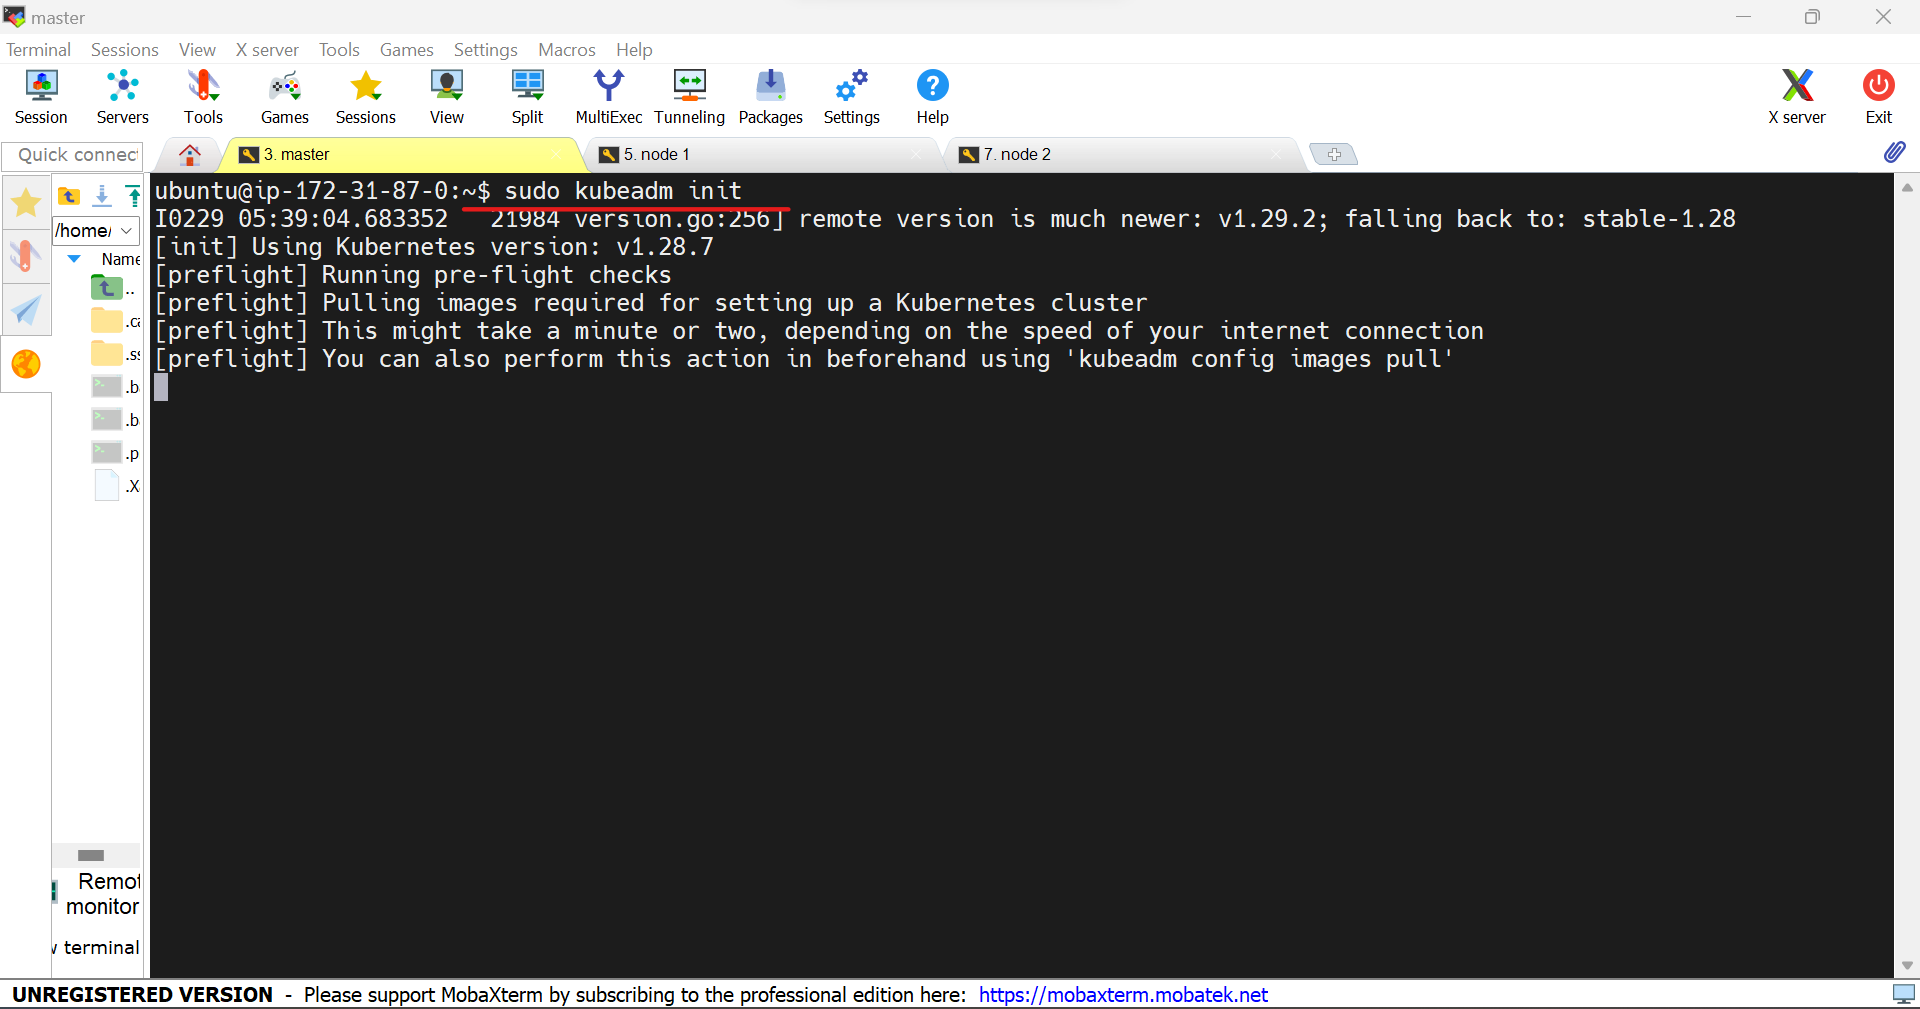 master
Terminal Sessions View X server Tools Games Settings Macros Help
Session Servers Tools Games Sessions View Split MultiExec Tunneling Packages Settings Help X server Exit
Quick connect 3. master 5. node 1 7. node 2
ubuntu@ip-172-31-87-0:~$ sudo kubeadm init
I0229 05:39:04.683352   21984 version.go:256] remote version is much newer: v1.29.2; falling back to: stable-1.28
[init] Using Kubernetes version: v1.28.7
[preflight] Running pre-flight checks
[preflight] Pulling images required for setting up a Kubernetes cluster
[preflight] This might take a minute or two, depending on the speed of your internet connection
[preflight] You can also perform this action in beforehand using 'kubeadm config images pull'
/home/
Name
..
.ca
.ss
.b
.b
.p
.X
Remot
monitor
terminal
UNREGISTERED VERSION - Please support MobaXterm by subscribing to the professional edition here: https://mobaxterm.mobatek.net